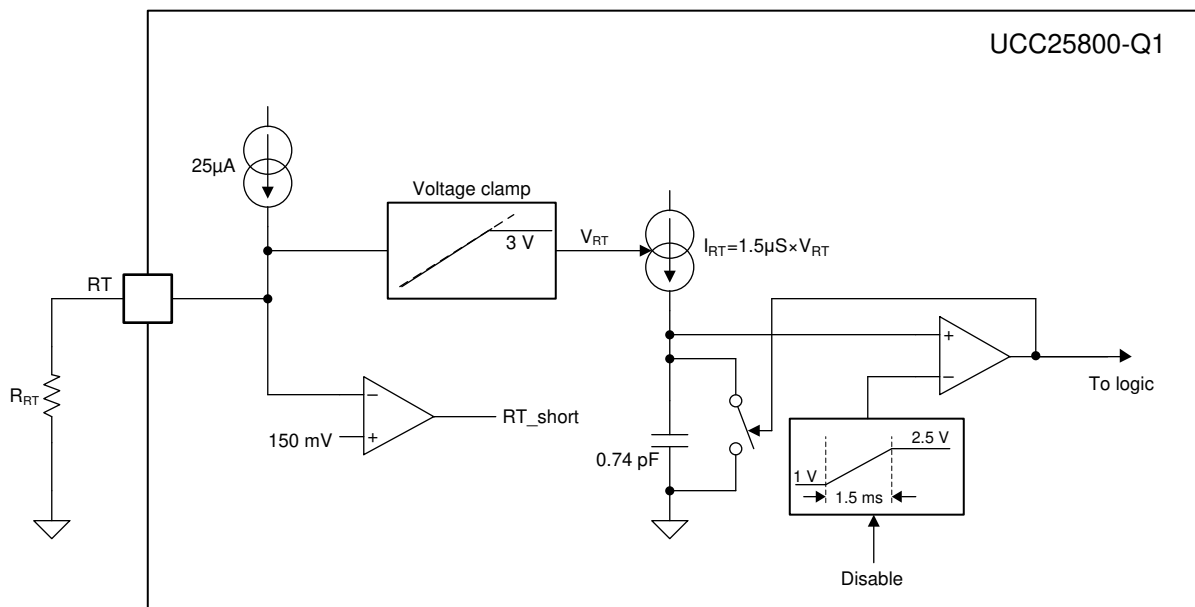 UCC25800-Q1
25µA
Voltage clamp
3 V
V_RT
I_RT=1.5µS×V_RT
RT
R_RT
150 mV
RT_short
0.74 pF
+
−
−
+
To logic
1 V
2.5 V
1.5 ms
Disable